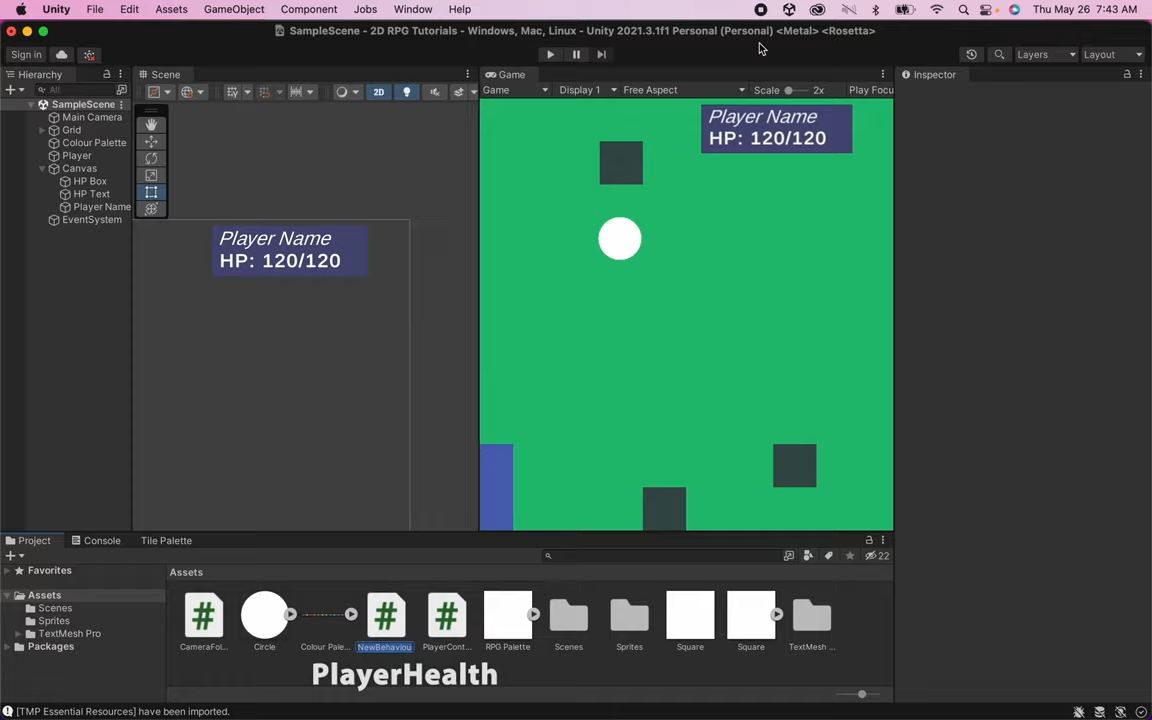 Unity File Edit Assets GameObject Component Jobs Window Help Thu May 26 7:43 AM
SampleScene - 2D RPG Tutorials - Windows, Mac, Linux - Unity 2021.3.1f1 Personal (Personal) <Metal> <Rosetta>
Sign in Layers Layout
Hierarchy Scene Game Inspector
All 2D Game Display 1 Free Aspect Scale 2x Play Focu
SampleScene
Main Camera
Grid
Colour Palette
Player
Canvas
HP Box
HP Text
Player Name
EventSystem
Player Name
HP: 120/120
Player Name
HP: 120/120
Project Console Tile Palette
22
Favorites
Assets
Scenes
Sprites
TextMesh Pro
Packages
Assets
CameraFol... Circle Colour Pale... NewBehaviou PlayerCont... RPG Palette Scenes Sprites Square Square TextMesh ...
PlayerHealth
[TMP Essential Resources] have been imported.